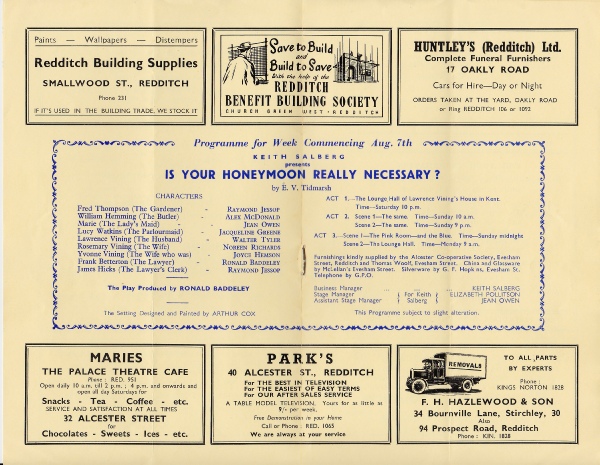 Paints — Wallpapers — Distempers
Redditch Building Supplies
SMALLWOOD ST., REDDITCH
Phone 231
IF IT'S USED IN THE BUILDING TRADE, WE STOCK IT
Save to Build
and
Build to Save
With the help of the
REDDITCH
BENEFIT BUILDING SOCIETY
CHURCH GREEN WEST · REDDITCH
HUNTLEY'S (Redditch) Ltd.
Complete Funeral Furnishers
17 OAKLY ROAD
Cars for Hire—Day or Night
ORDERS TAKEN AT THE YARD, OAKLY ROAD
or Ring REDDITCH 106 or 1092
Programme for Week Commencing Aug. 7th
KEITH SALBERG
presents
IS YOUR HONEYMOON REALLY NECESSARY?
by E. V. Tidmarsh
CHARACTERS
Fred Thompson (The Gardener) - RAYMOND JESSOP
William Hemming (The Butler) - ALEX MCDONALD
Marie (The Lady's Maid) - JEAN OWEN
Lucy Watkins (The Parlourmaid) - JACQUELINE GREENE
Lawrence Vining (The Husband) - WALTER TYLER
Rosemary Vining (The Wife) - NOREEN RICHARDS
Yvonne Vining (The Wife who was) - JOYCE HEMSON
Frank Betterton (The Lawyer) - RONALD BADDELEY
James Hicks (The Lawyer's Clerk) - RAYMOND JESSOP
The Play Produced by RONALD BADDELEY
The Setting Designed and Painted by ARTHUR COX
ACT 1. —The Lounge Hall of Lawrence Vining's House in Kent.
Time—Saturday 10 p.m.
ACT 2. Scene 1—The same. Time—Sunday 10 a.m.
Scene 2—The same. Time—Sunday 9 p.m.
ACT 3. —Scene 1—The Pink Room—and the Blue. Time—Sunday midnight
Scene 2—The Lounge Hall. Time—Monday 9 a.m.
Furnishings kindly supplied by the Alcester Co-operative Society, Evesham
Street, Redditch and Thomas Woolf, Evesham Street. China and Glassware
by McLellan's Evesham Street. Silverware by G. F. Hopkins, Evesham St.
Telephone by G.P.O.
Business Manager ... KEITH SALBERG
Stage Manager { For Keith } ELIZABETH POLLITSON
Assistant Stage Manager { Salberg } JEAN OWEN
This Programme subject to slight alteration.
MARIES
THE PALACE THEATRE CAFE
Phone : RED. 951
Open daily 10 a.m. till 2 p.m. ; 4 p.m. and onwards and
open all day Saturdays for
Snacks - Tea - Coffee - etc.
SERVICE AND SATISFACTION AT ALL TIMES
32 ALCESTER STREET
for
Chocolates - Sweets - Ices - etc.
PARK'S
40 ALCESTER ST., REDDITCH
For THE BEST IN TELEVISION
For THE EASIEST OF EASY TERMS
For OUR AFTER SALES SERVICE
A TABLE MODEL TELEVISION. Yours for as little as
9/- per week.
Free Demonstration in your Home
Call or Phone: RED. 1065
We are always at your service
REMOVALS
TO ALL PARTS
BY EXPERTS
Phone :
KINGS NORTON 1828
F. H. HAZLEWOOD & SON
34 Bournville Lane, Stirchley, 30
Also
94 Prospect Road, Redditch
Phone : KIN. 1828